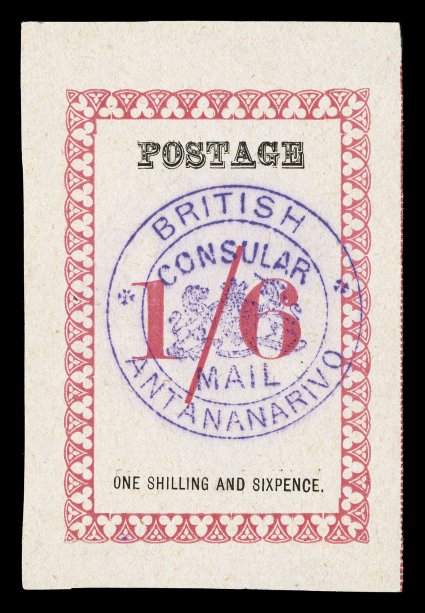 POSTAGE
BRITISH
CONSULAR
1/6
MAIL
ANTANANARIVO
ONE SHILLING AND SIXPENCE.